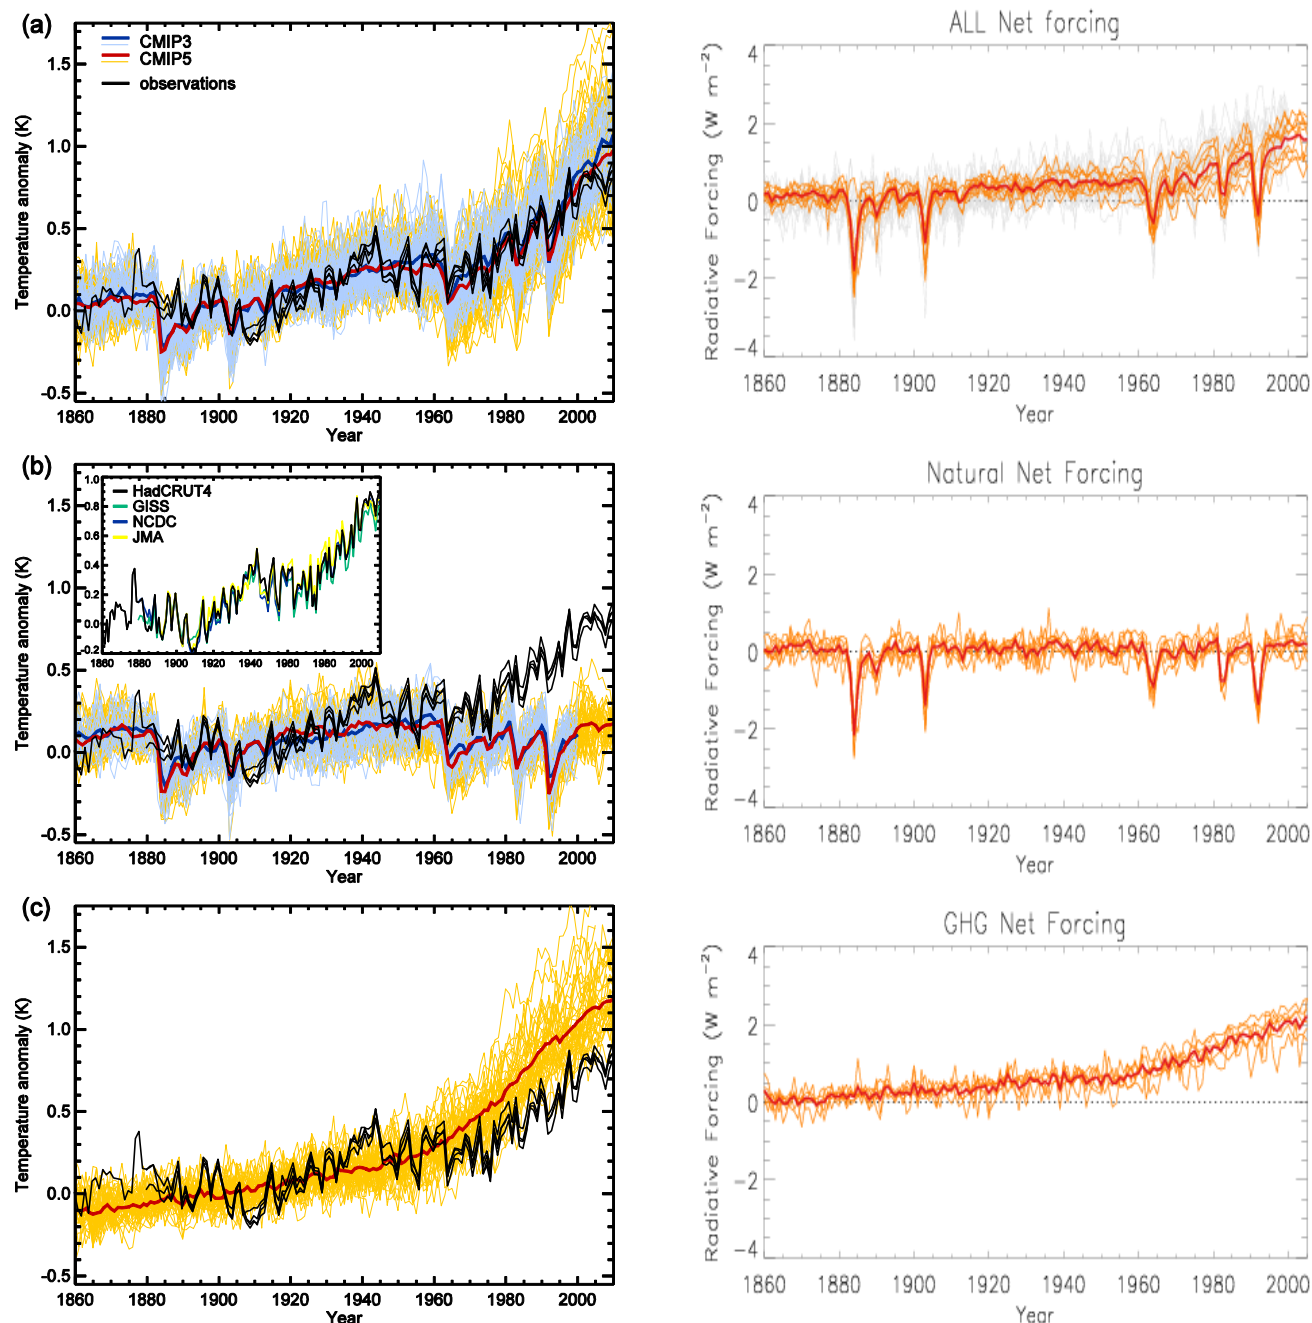 (a)
CMIP3
CMIP5
observations
Temperature anomaly (K)
1.5
1.0
0.5
0.0
-0.5
1860 1880 1900 1920 1940 1960 1980 2000
Year
ALL Net forcing
Radiative Forcing (W m⁻²)
4
2
0
-2
-4
1860 1880 1900 1920 1940 1960 1980 2000
Year
(b)
HadCRUT4
GISS
NCDC
JMA
1.0
0.8
0.6
0.4
0.2
0.0
-0.2
1860 1880 1900 1920 1940 1960 1980 2000
Temperature anomaly (K)
1.5
1.0
0.5
0.0
-0.5
1860 1880 1900 1920 1940 1960 1980 2000
Year
Natural Net Forcing
Radiative Forcing (W m⁻²)
4
2
0
-2
-4
1860 1880 1900 1920 1940 1960 1980 2000
Year
(c)
Temperature anomaly (K)
1.5
1.0
0.5
0.0
-0.5
1860 1880 1900 1920 1940 1960 1980 2000
Year
GHG Net Forcing
Radiative Forcing (W m⁻²)
4
2
0
-2
-4
1860 1880 1900 1920 1940 1960 1980 2000
Year